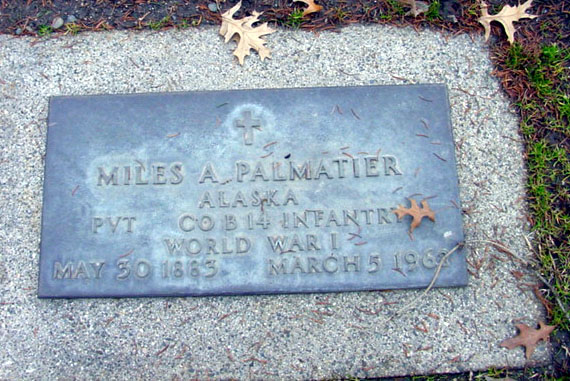 MILES A. PALMATIER
ALASKA
PVT CO B 14 INFANTRY
WORLD WAR I
MAY 30 1883 MARCH 5